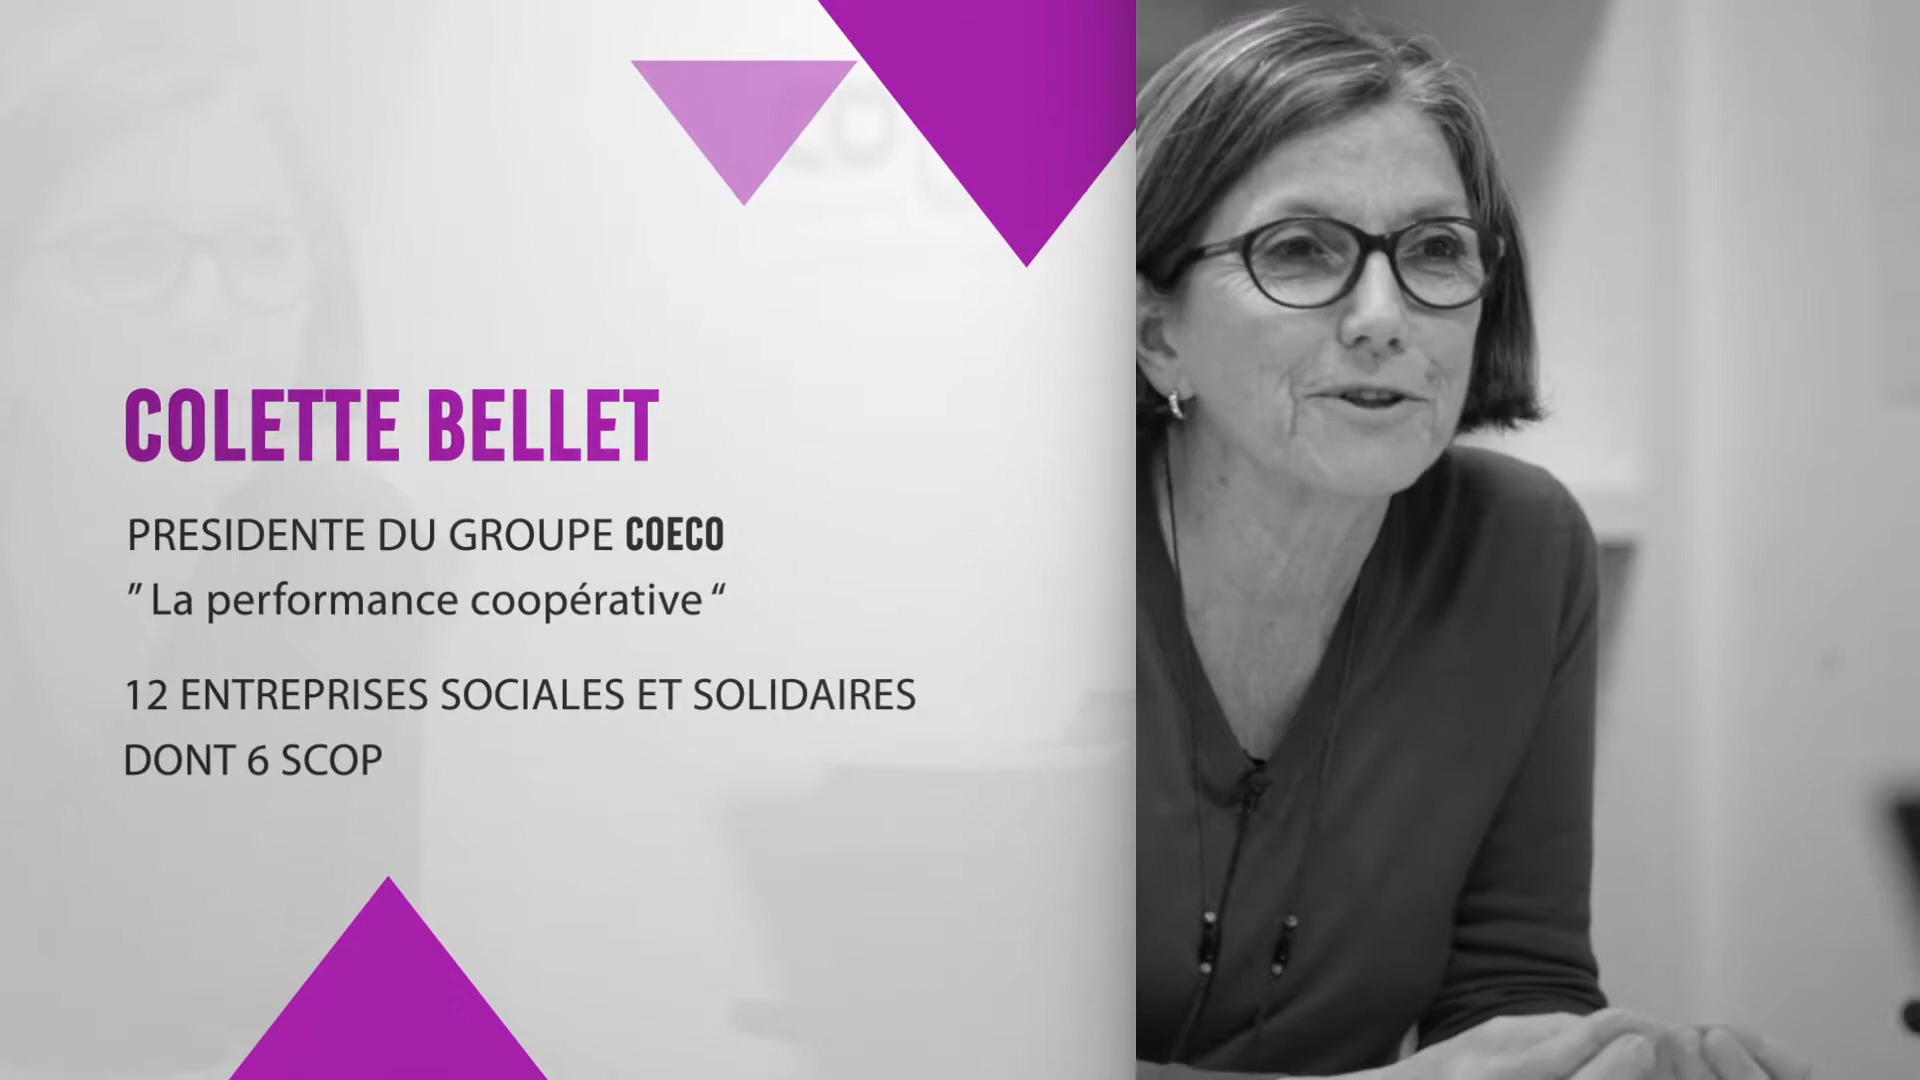 COLETTE BELLET
PRESIDENTE DU GROUPE COECO
” La performance coopérative “
12 ENTREPRISES SOCIALES ET SOLIDAIRES
DONT 6 SCOP